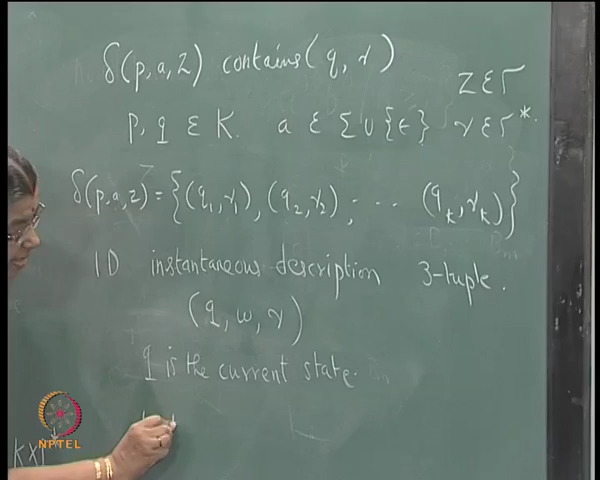 δ(p, a, Z) contains (q, γ)
Z ∈ Γ
p, q ∈ K. a ∈ Σ ∪ {ϵ} γ ∈ Γ*.
δ(p, a, z) = {(q₁, γ₁), (q₂, γ₂), ... (qₖ, γₖ)}
ID instantaneous description 3-tuple.
(q, w, γ)
q is the current state.
NPTEL